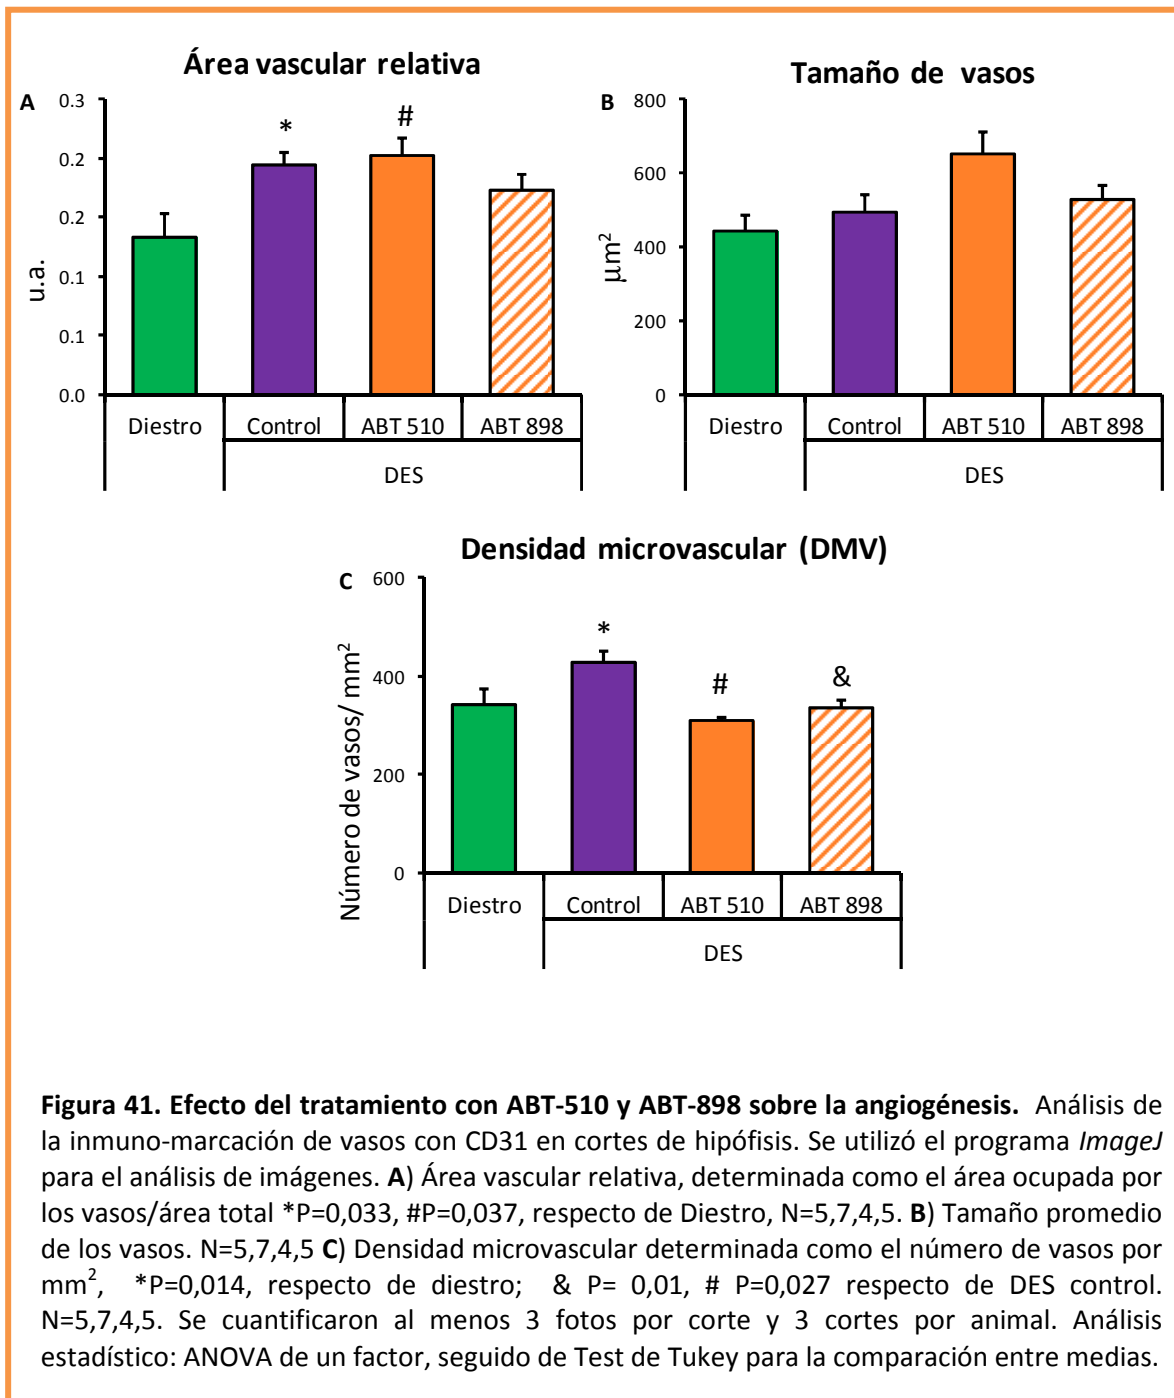 Área vascular relativa
A
0.3
0.2
0.2
0.1
0.1
0.0
u.a.
*
#
Diestro Control ABT 510 ABT 898
DES
Tamaño de vasos
B
800
600
400
200
0
µm²
Diestro Control ABT 510 ABT 898
DES
Densidad microvascular (DMV)
C
600
400
200
0
Número de vasos/ mm²
*
#
&
Diestro Control ABT 510 ABT 898
DES
Figura 41. Efecto del tratamiento con ABT-510 y ABT-898 sobre la angiogénesis. Análisis de
la inmuno-marcación de vasos con CD31 en cortes de hipófisis. Se utilizó el programa ImageJ
para el análisis de imágenes. A) Área vascular relativa, determinada como el área ocupada por
los vasos/área total *P=0,033, #P=0,037, respecto de Diestro, N=5,7,4,5. B) Tamaño promedio
de los vasos. N=5,7,4,5 C) Densidad microvascular determinada como el número de vasos por
mm², *P=0,014, respecto de diestro; & P= 0,01, # P=0,027 respecto de DES control.
N=5,7,4,5. Se cuantificaron al menos 3 fotos por corte y 3 cortes por animal. Análisis
estadístico: ANOVA de un factor, seguido de Test de Tukey para la comparación entre medias.